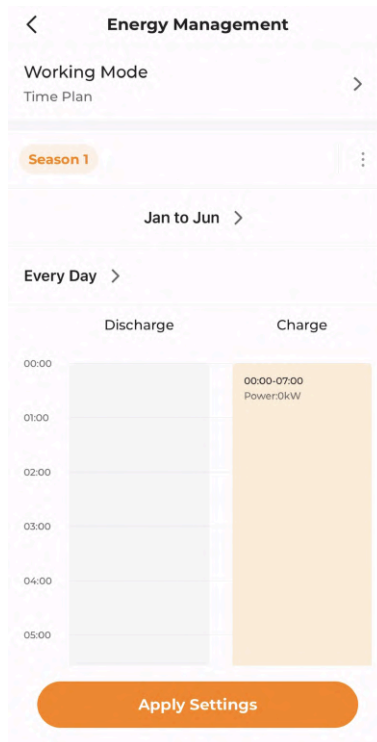 Energy Management
Working Mode
Time Plan
Season 1
Jan to Jun
Every Day
Discharge Charge
00:00
00:00-07:00
Power:0kW
01:00
02:00
03:00
04:00
05:00
Apply Settings